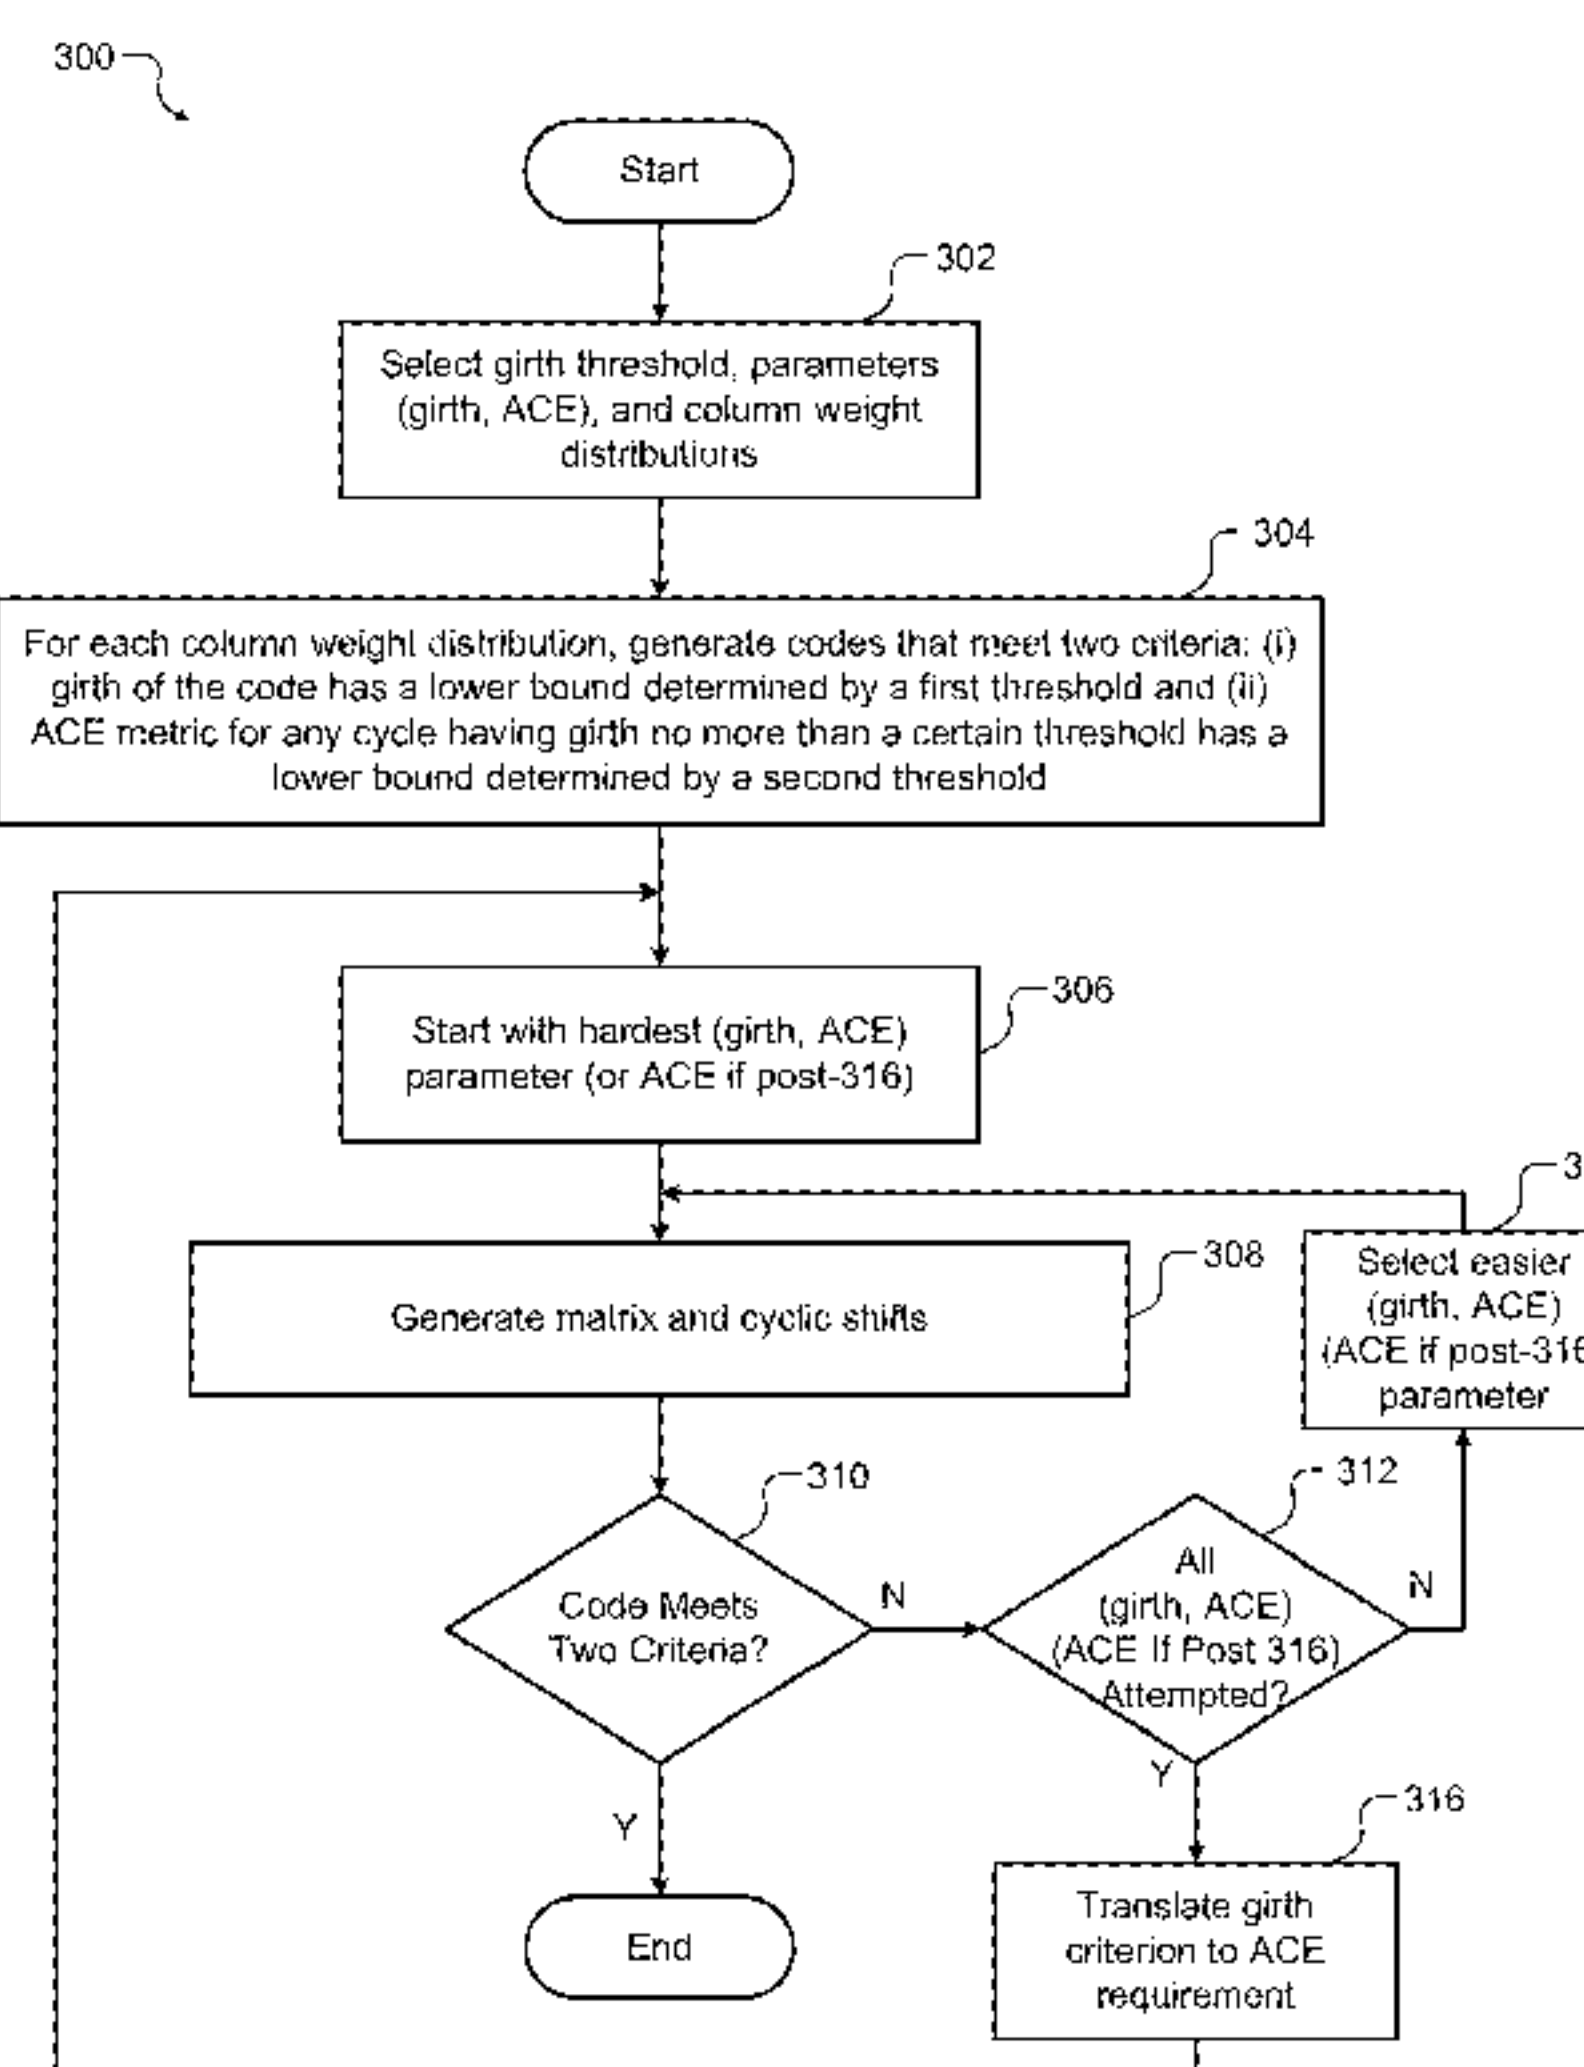 300
Start
302
Select girth threshold, parameters
(girth, ACE), and column weight
distributions
304
For each column weight distribution, generate codes that meet two criteria: (i)
girth of the code has a lower bound determined by a first threshold and (ii)
ACE metric for any cycle having girth no more than a certain threshold has a
lower bound determined by a second threshold
306
Start with hardest (girth, ACE)
parameter (or ACE if post-316)
3
308
Generate matrix and cyclic shifts
Select easier
(girth, ACE)
(ACE if post-316
parameter
310
312
Code Meets
Two Criteria?
N
All
(girth, ACE)
(ACE If Post 316)
Attempted?
N
Y
Y
316
End
Translate girth
criterion to ACE
requirement